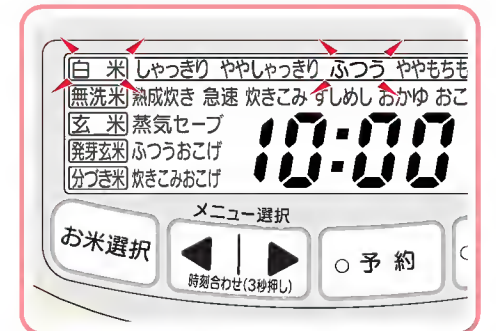 白米 しゃっきり ややしゃっきり ふつう ややもちも
無洗米 熟成炊き 急速 炊きこみ すしめし おかゆ おこ
玄米 蒸気セーブ
発芽玄米 ふつうおこげ
分づき米 炊きこみおこげ
10:00
メニュー選択
お米選択
時刻合わせ(3秒押し)
予約